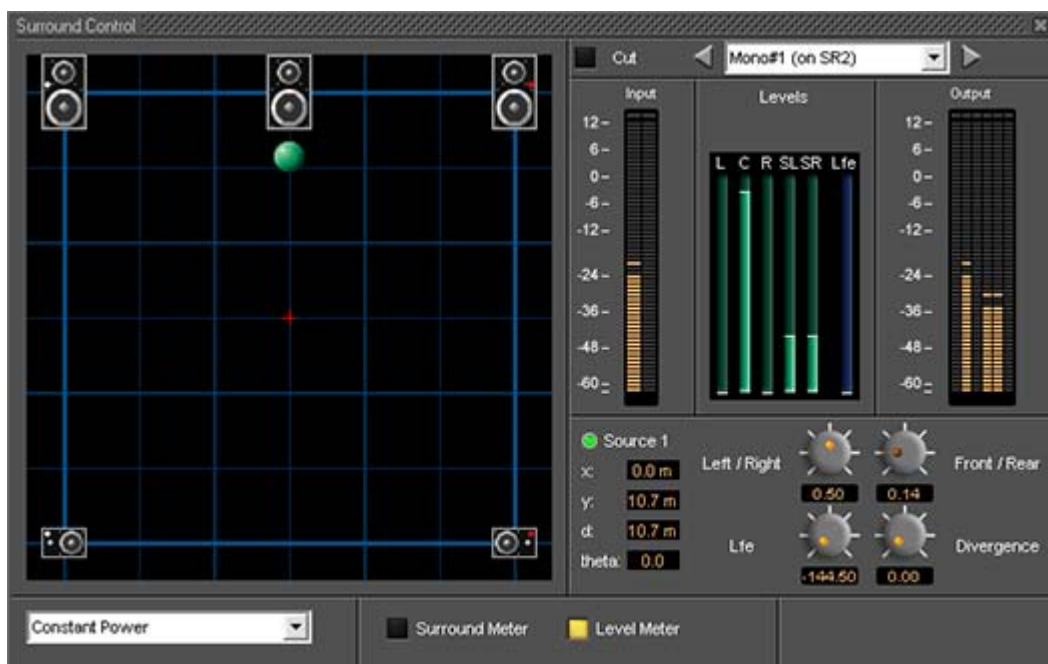 Surround Control
Cut
Mono#1 (on SR2)
Input
Levels
Output
12
6
0
-6
-12
-24
-36
-48
-60
L C R SL SR Lfe
12
6
0
-6
-12
-24
-36
-48
-60
Source 1
x: 0.0 m
y: 10.7 m
d: 10.7 m
theta: 0.0
Left / Right
0.50
0.14
Front / Rear
Lfe
-144.50
0.00
Divergence
Constant Power
Surround Meter
Level Meter